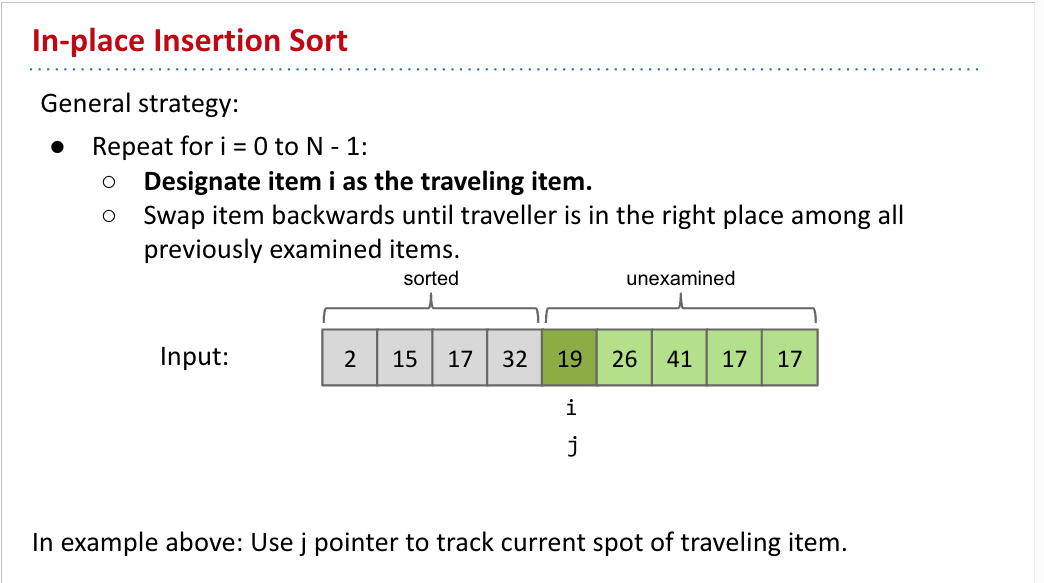 In-place Insertion Sort
General strategy:
● Repeat for i = 0 to N - 1:
○ Designate item i as the traveling item.
○ Swap item backwards until traveller is in the right place among all
previously examined items.
sorted unexamined
Input: 2 15 17 32 19 26 41 17 17
i
j
In example above: Use j pointer to track current spot of traveling item.